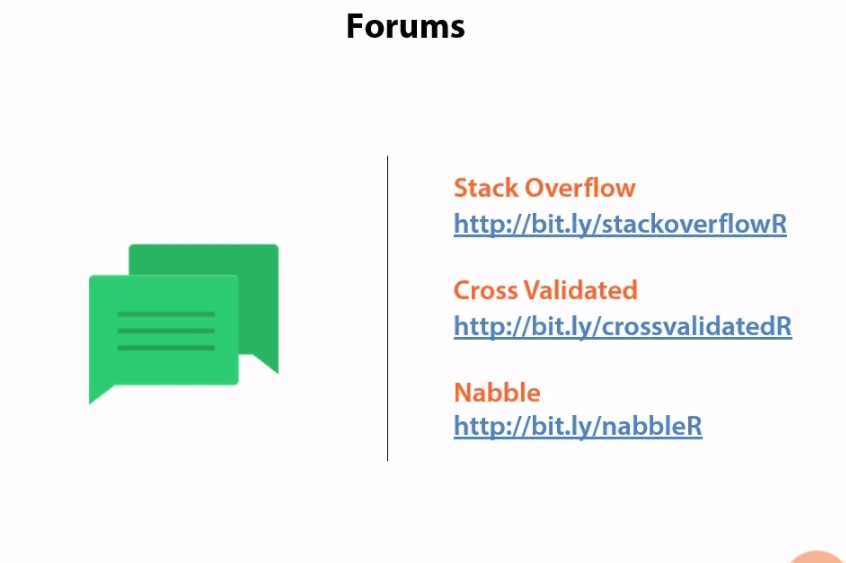 Forums
Stack Overflow
http://bit.ly/stackoverflowR
Cross Validated
http://bit.ly/crossvalidatedR
Nabble
http://bit.ly/nabbleR